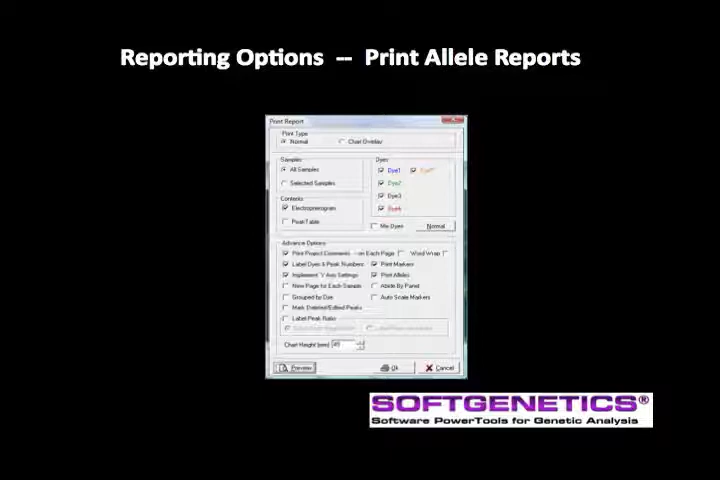 Reporting Options -- Print Allele Reports
Print Report
Print Type
Normal Chart Overlay
Samples
All Samples
Selected Samples
Dyes
Dye1
Dye2
Dye3
Dye4
Mix Dyes Normal
Contents
Electropherogram
Peak Table
Advance Options
Print Project Comments on Each Page Word Wrap
Label Dyes & Peak Numbers Print Markers
Implement Y Axis Settings Print Alleles
New Page for Each Sample Abide By Panel
Grouped by Dye Auto Scale Markers
Mark Deleted/Edited Peaks
Label Peak Ratio
Chart Height (mm)
Preview Ok Cancel
SOFTGENETICS®
Software PowerTools for Genetic Analysis